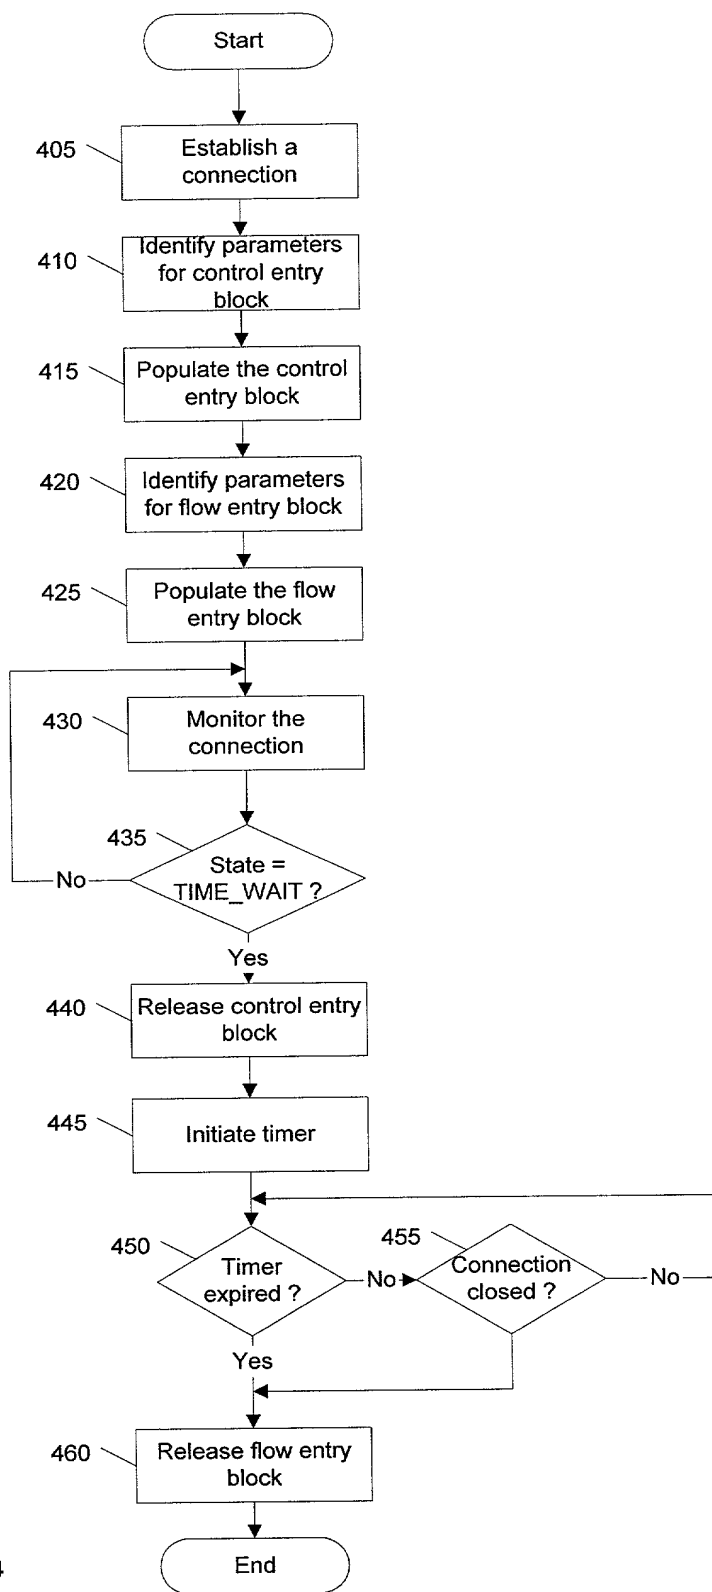 Start
405
Establish a
connection
410
Identify parameters
for control entry
block
415
Populate the control
entry block
420
Identify parameters
for flow entry block
425
Populate the flow
entry block
430
Monitor the
connection
435
State =
TIME_WAIT ?
No
Yes
440
Release control entry
block
445
Initiate timer
450
Timer
expired ?
No
455
Connection
closed ?
No
Yes
460
Release flow entry
block
End
4